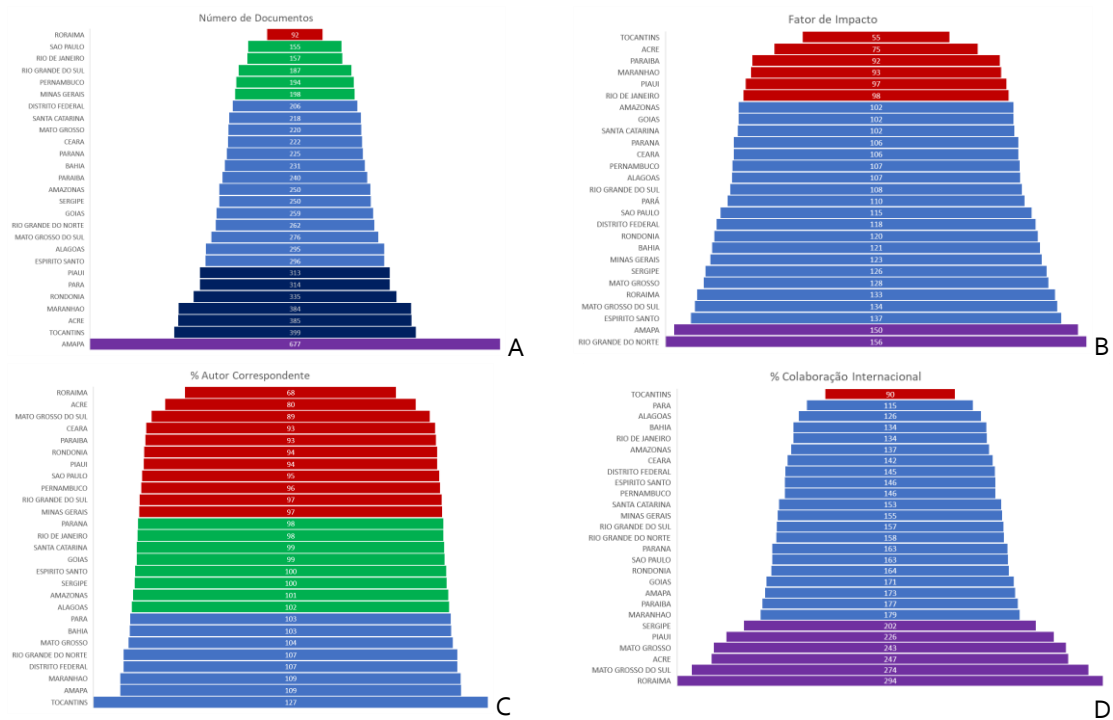 Número de Documentos
RORAIMA 92
SAO PAULO 155
RIO DE JANEIRO 157
RIO GRANDE DO SUL 187
PERNAMBUCO 194
MINAS GERAIS 198
DISTRITO FEDERAL 206
SANTA CATARINA 218
MATO GROSSO 220
CEARA 222
PARANA 225
BAHIA 231
PARAIBA 240
AMAZONAS 250
SERGIPE 250
GOIAS 259
RIO GRANDE DO NORTE 262
MATO GROSSO DO SUL 276
ALAGOAS 295
ESPIRITO SANTO 296
PIAUI 313
PARA 314
RONDONIA 335
MARANHAO 384
ACRE 385
TOCANTINS 399
AMAPA 677
A
Fator de Impacto
TOCANTINS 55
ACRE 75
PARAIBA 92
MARANHAO 93
PIAUI 97
RIO DE JANEIRO 98
AMAZONAS 102
GOIAS 102
SANTA CATARINA 102
PARANA 106
CEARA 106
PERNAMBUCO 107
ALAGOAS 107
RIO GRANDE DO SUL 108
PARÁ 110
SAO PAULO 115
DISTRITO FEDERAL 118
RONDONIA 120
BAHIA 121
MINAS GERAIS 123
SERGIPE 126
MATO GROSSO 128
RORAIMA 133
MATO GROSSO DO SUL 134
ESPIRITO SANTO 137
AMAPA 150
RIO GRANDE DO NORTE 156
B
% Autor Correspondente
RORAIMA 68
ACRE 80
MATO GROSSO DO SUL 89
CEARA 93
PARAIBA 93
RONDONIA 94
PIAUI 94
SAO PAULO 95
PERNAMBUCO 96
RIO GRANDE DO SUL 97
MINAS GERAIS 97
PARANA 98
RIO DE JANEIRO 98
SANTA CATARINA 99
GOIAS 99
ESPIRITO SANTO 100
SERGIPE 100
AMAZONAS 101
ALAGOAS 102
PARA 103
BAHIA 103
MATO GROSSO 104
RIO GRANDE DO NORTE 107
DISTRITO FEDERAL 107
MARANHAO 109
AMAPA 109
TOCANTINS 127
C
% Colaboração Internacional
TOCANTINS 90
PARA 115
ALAGOAS 126
BAHIA 134
RIO DE JANEIRO 134
AMAZONAS 137
CEARA 142
DISTRITO FEDERAL 145
ESPIRITO SANTO 146
PERNAMBUCO 146
SANTA CATARINA 153
MINAS GERAIS 155
RIO GRANDE DO SUL 157
RIO GRANDE DO NORTE 158
PARANA 163
SAO PAULO 163
RONDONIA 164
GOIAS 171
AMAPA 173
PARAIBA 177
MARANHAO 179
SERGIPE 202
PIAUI 226
MATO GROSSO 243
ACRE 247
MATO GROSSO DO SUL 274
RORAIMA 294
D